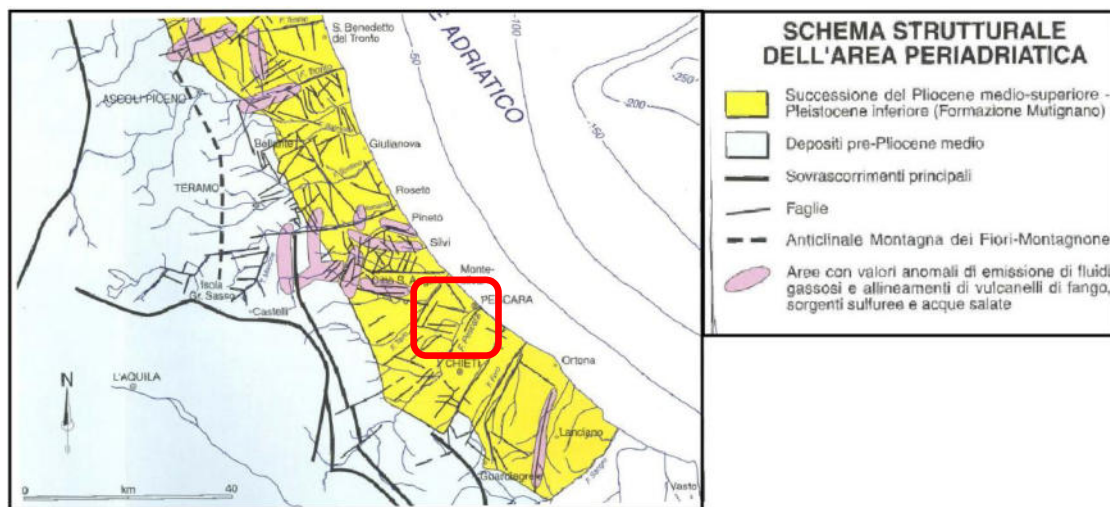 S. Benedetto
del Tronto
F. Tronto
ASCOLI PICENO
E ADRIATICO
-50
-100
-150
-200
-250
Bellante
Giulianova
TERAMO
Roseto
Pineto
Silvi
Monte-
PESCARA
Isola
Gr. Sasso
Castelli
F. Pescara
CHIETI
Ortona
L'AQUILA
N
F. Foro
Lanciano
Guardiagrele
F. Sangro
Vasto
0 km 40
SCHEMA STRUTTURALE
DELL'AREA PERIADRIATICA
Successione del Pliocene medio-superiore -
Pleistocene inferiore (Formazione Mutignano)
Depositi pre-Pliocene medio
Sovrascorrimenti principali
Faglie
Anticlinale Montagna dei Fiori-Montagnone
Aree con valori anomali di emissione di fluidi
gassosi e allineamenti di vulcanelli di fango,
sorgenti sulfuree e acque salate